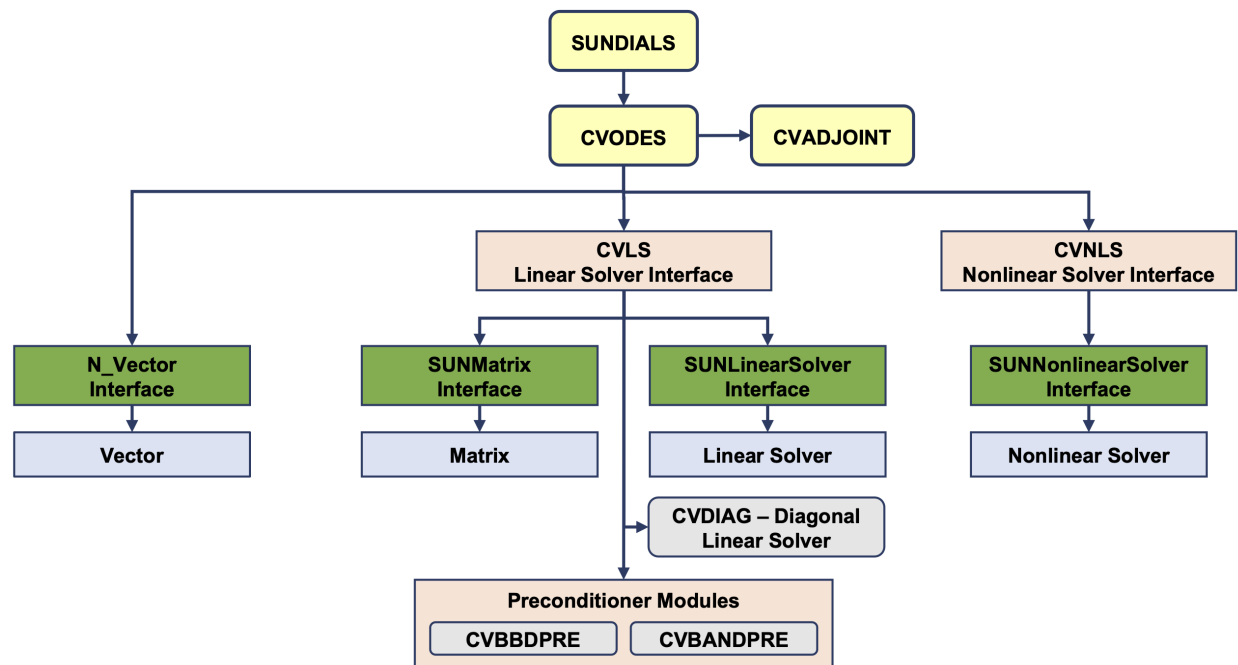 SUNDIALS
CVODES
CVADJOINT
CVLS
Linear Solver Interface
CVNLS
Nonlinear Solver Interface
N_Vector
Interface
SUNMatrix
Interface
SUNLinearSolver
Interface
SUNNonlinearSolver
Interface
Vector
Matrix
Linear Solver
Nonlinear Solver
CVDIAG – Diagonal
Linear Solver
Preconditioner Modules
CVBBDPRE
CVBANDPRE